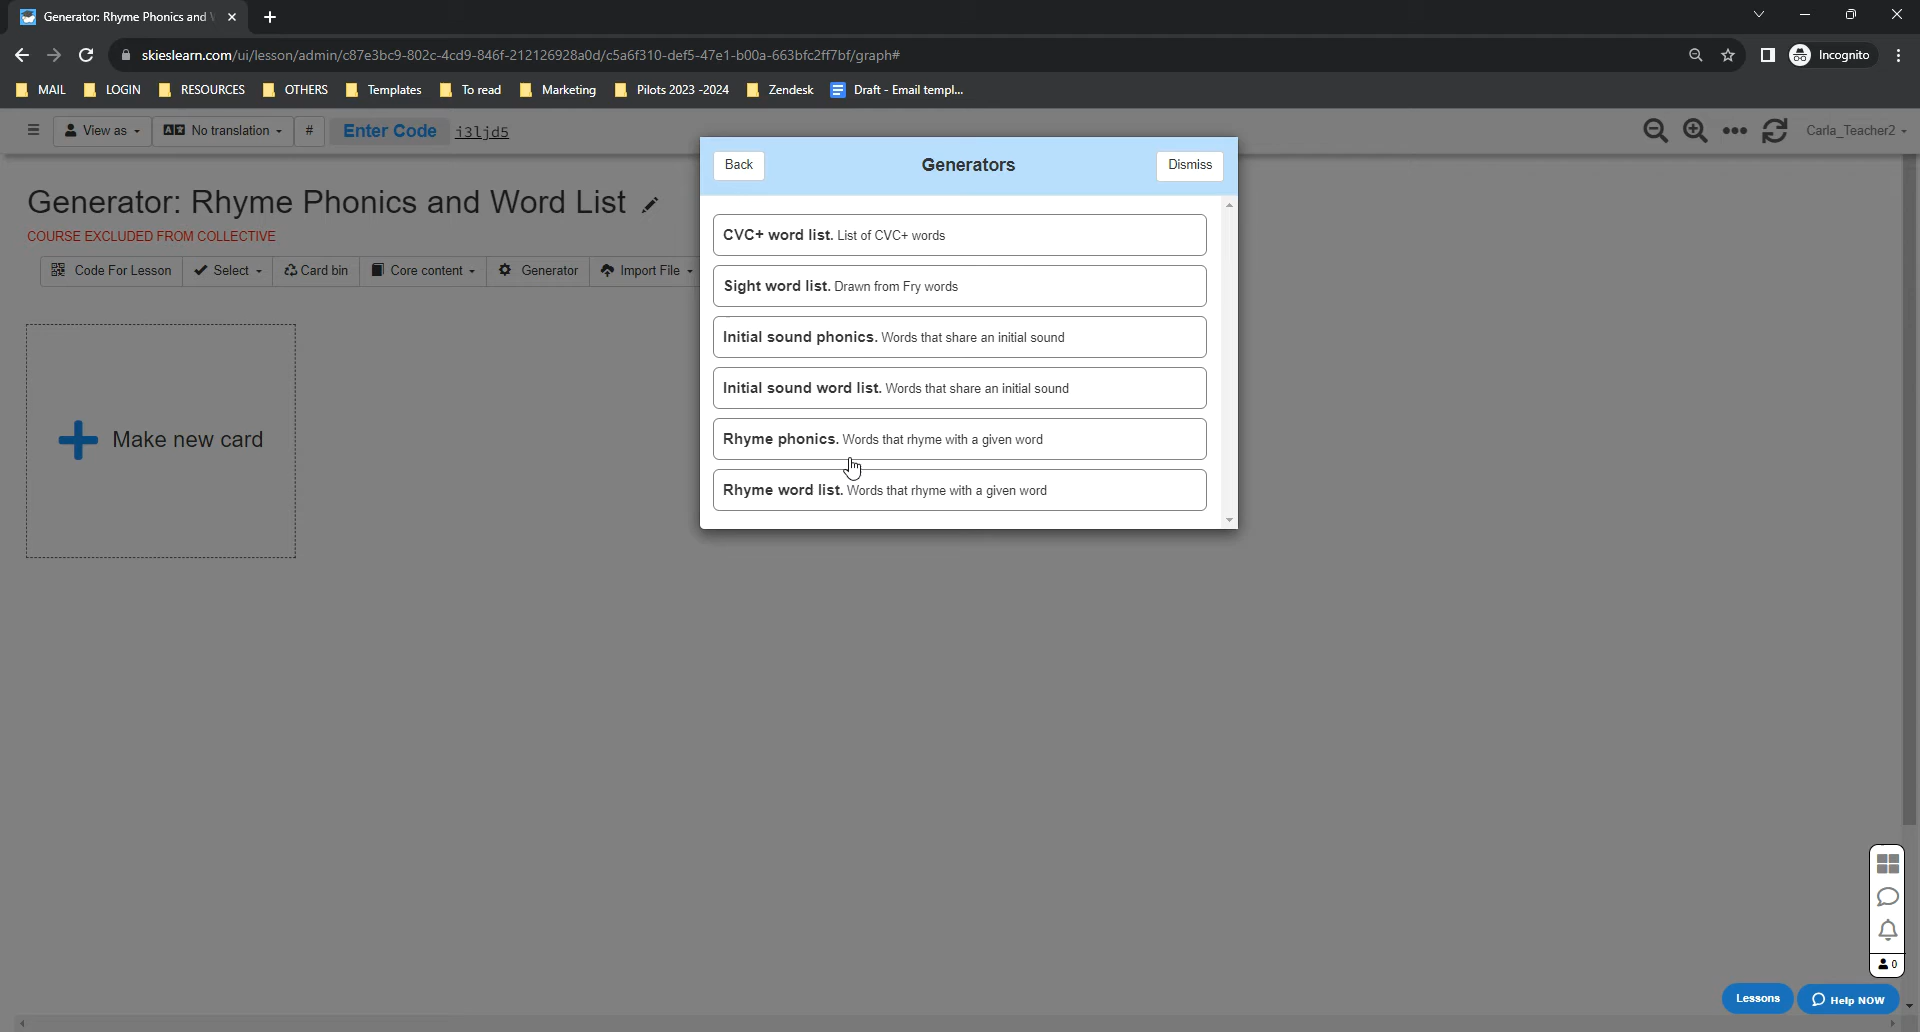 Generator: Rhyme Phonics and
skieslearn.com/ui/lesson/admin/c87e3bc9-802c-4cd9-846f-212126928a0d/c5a6f310-def5-47e1-b00a-663bfc2ff7bf/graph#
Incognito
MAIL LOGIN RESOURCES OTHERS Templates To read Marketing Pilots 2023 -2024 Zendesk Draft - Email templ...
View as No translation # Enter Code i3ljd5 Carla_Teacher2
Back Generators Dismiss
Generator: Rhyme Phonics and Word List
COURSE EXCLUDED FROM COLLECTIVE
Code For Lesson Select Card bin Core content Generator Import File
CVC+ word list. List of CVC+ words
Sight word list. Drawn from Fry words
Initial sound phonics. Words that share an initial sound
Initial sound word list. Words that share an initial sound
Rhyme phonics. Words that rhyme with a given word
Rhyme word list. Words that rhyme with a given word
Make new card
0
Lessons Help NOW